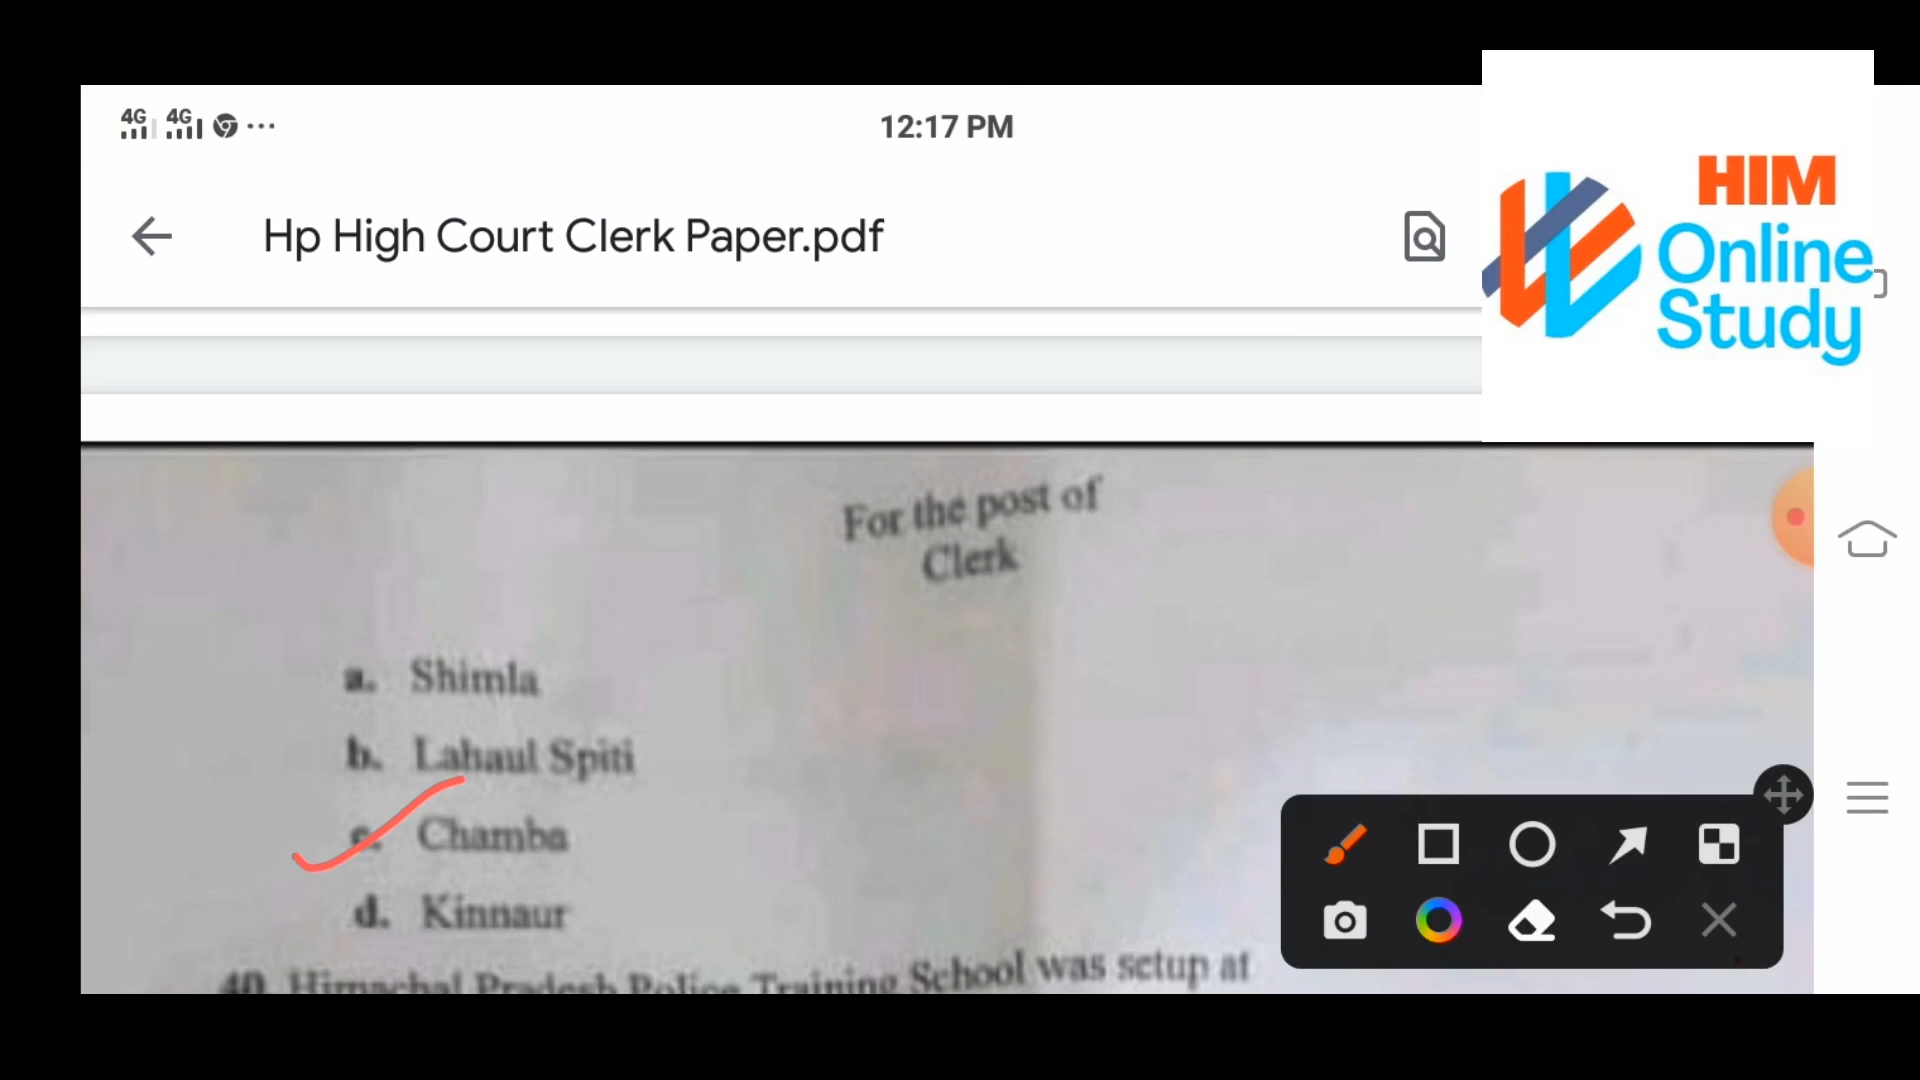 4G 4G
12:17 PM
Hp High Court Clerk Paper.pdf
HIM
Online
Study
For the post of
Clerk
a. Shimla
b. Lahaul Spiti
c. Chamba
d. Kinnaur
40. Himachal Pradesh Police Training School was setup at